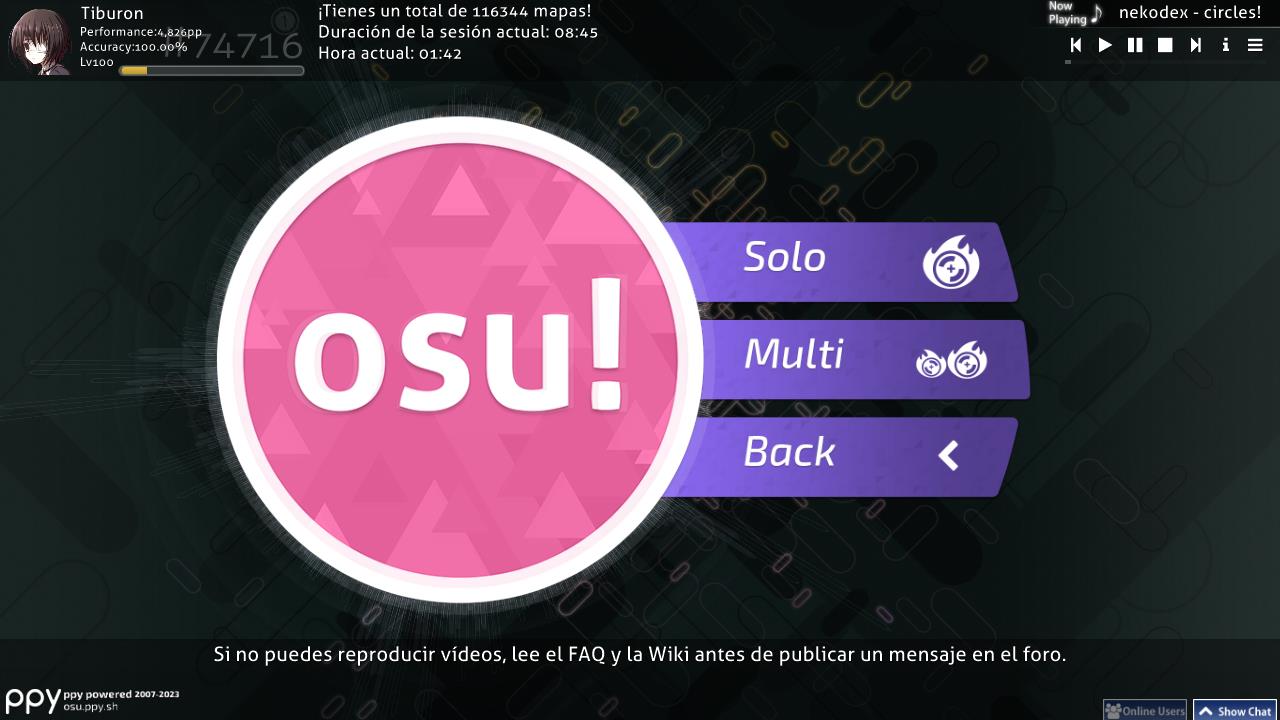 Tiburon
Performance:4,826pp
Accuracy:100.00%
Lv100
#74716
¡Tienes un total de 116344 mapas!
Duración de la sesión actual: 08:45
Hora actual: 01:42
Now
Playing
nekodex - circles!
osu!
Solo
Multi
Back
Si no puedes reproducir vídeos, lee el FAQ y la Wiki antes de publicar un mensaje en el foro.
ppy
ppy powered 2007-2023
osu.ppy.sh
Online Users
Show Chat